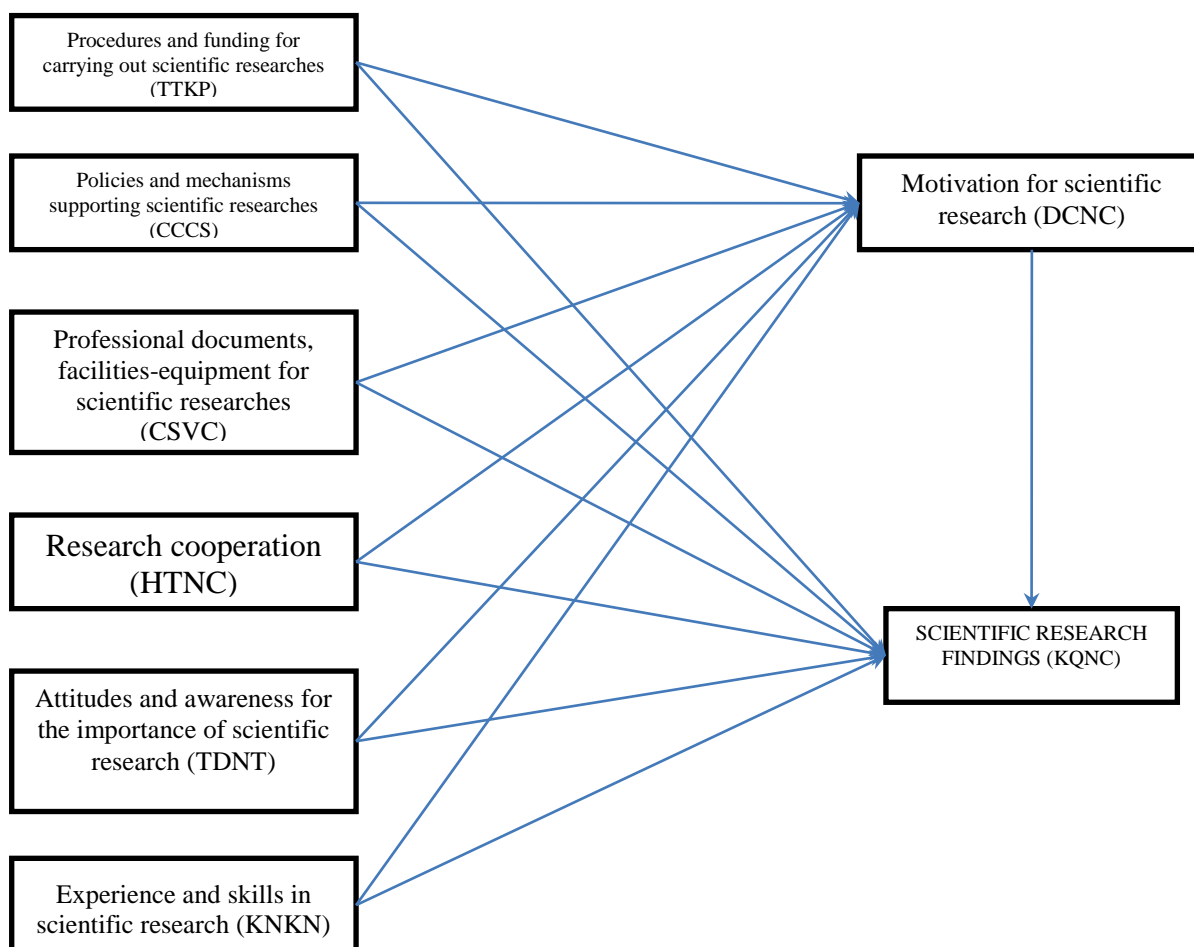 Procedures and funding for
carrying out scientific researches
(TTKP)
Policies and mechanisms
supporting scientific researches
(CCCS)
Professional documents,
facilities-equipment for
scientific researches
(CSVC)
Research cooperation
(HTNC)
Attitudes and awareness for
the importance of scientific
research (TDNT)
Experience and skills in
scientific research (KNKN)
Motivation for scientific
research (DCNC)
SCIENTIFIC RESEARCH
FINDINGS (KQNC)